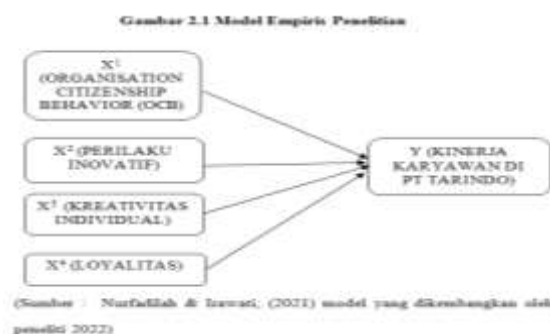 Gambar 2.1 Model Empiris Penelitian
X¹
(ORGANISATION
CITIZENSHIP
BEHAVIOR (OCB)
X² (PERILAKU
INOVATIF)
X³ (KREATIVITAS
INDIVIDUAL)
X⁴ (LOYALITAS)
Y (KINERJA
KARYAWAN DI
PT TARINDO)
(Sumber : Nurfadilah & Irawati, (2021) model yang dikembangkan oleh
peneliti 2022)